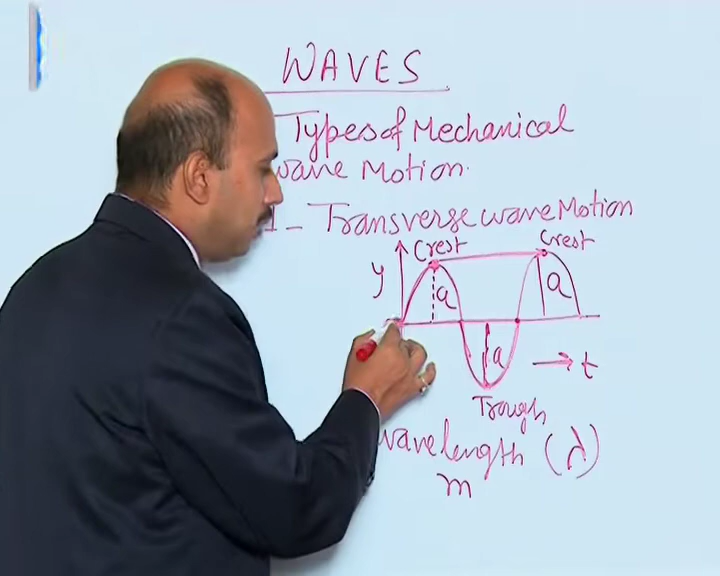 WAVES
Types of Mechanical
wave Motion.
1- Transverse wave Motion
Crest Crest
y a a
a t
Trough
wavelength (λ)
m